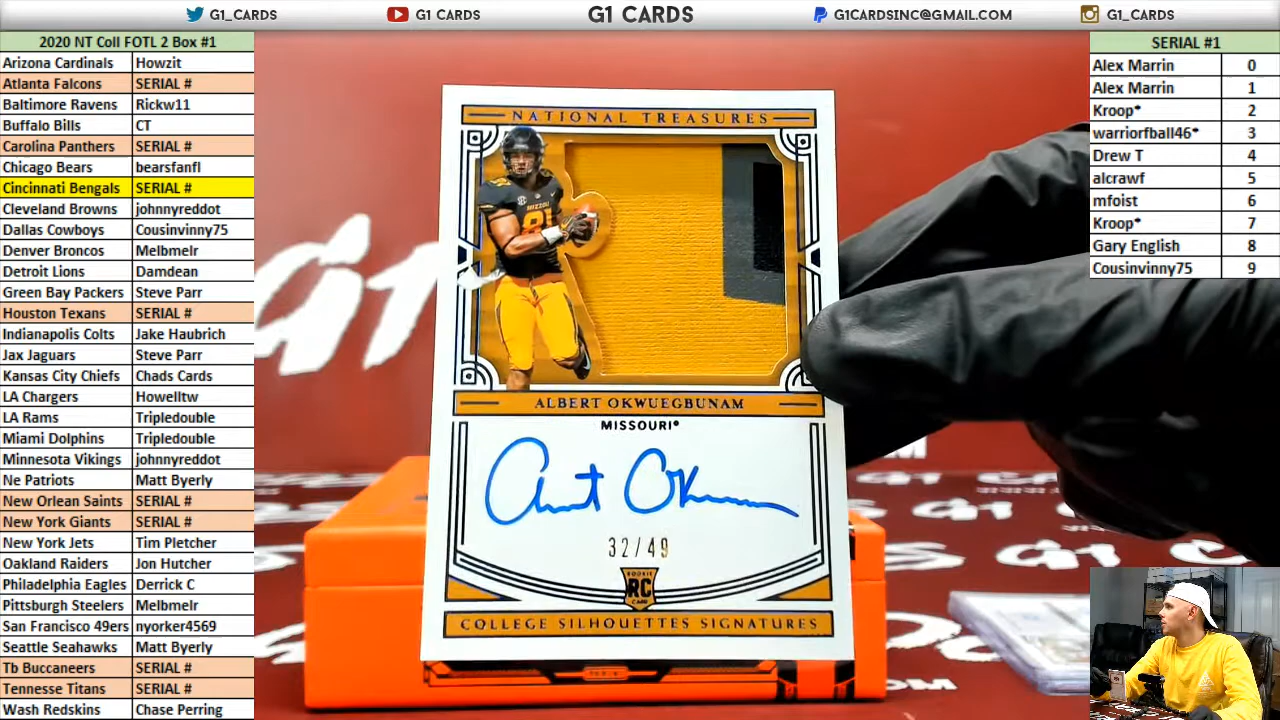 G1_CARDS
G1 CARDS
G1 CARDS
G1CARDSINC@GMAIL.COM
G1_CARDS
2020 NT Coll FOTL 2 Box #1
Arizona Cardinals Howzit
Atlanta Falcons SERIAL #
Baltimore Ravens Rickw11
Buffalo Bills CT
Carolina Panthers SERIAL #
Chicago Bears bearsfanfl
Cincinnati Bengals SERIAL #
Cleveland Browns johnnyreddot
Dallas Cowboys Cousinvinny75
Denver Broncos Melbmelr
Detroit Lions Damdean
Green Bay Packers Steve Parr
Houston Texans SERIAL #
Indianapolis Colts Jake Haubrich
Jax Jaguars Steve Parr
Kansas City Chiefs Chads Cards
LA Chargers Howelltw
LA Rams Tripledouble
Miami Dolphins Tripledouble
Minnesota Vikings johnnyreddot
Ne Patriots Matt Byerly
New Orlean Saints SERIAL #
New York Giants SERIAL #
New York Jets Tim Pletcher
Oakland Raiders Jon Hutcher
Philadelphia Eagles Derrick C
Pittsburgh Steelers Melbmelr
San Francisco 49ers nyorker4569
Seattle Seahawks Matt Byerly
Tb Buccaneers SERIAL #
Tennesse Titans SERIAL #
Wash Redskins Chase Perring
NATIONAL TREASURES
MIZZOU
81
ALBERT OKWUEGBUNAM
MISSOURI®
32/49
ROOKIE
RC
CARD
COLLEGE SILHOUETTES SIGNATURES
SERIAL #1
Alex Marrin 0
Alex Marrin 1
Kroop* 2
warriorfball46* 3
Drew T 4
alcrawf 5
mfoist 6
Kroop* 7
Gary English 8
Cousinvinny75 9